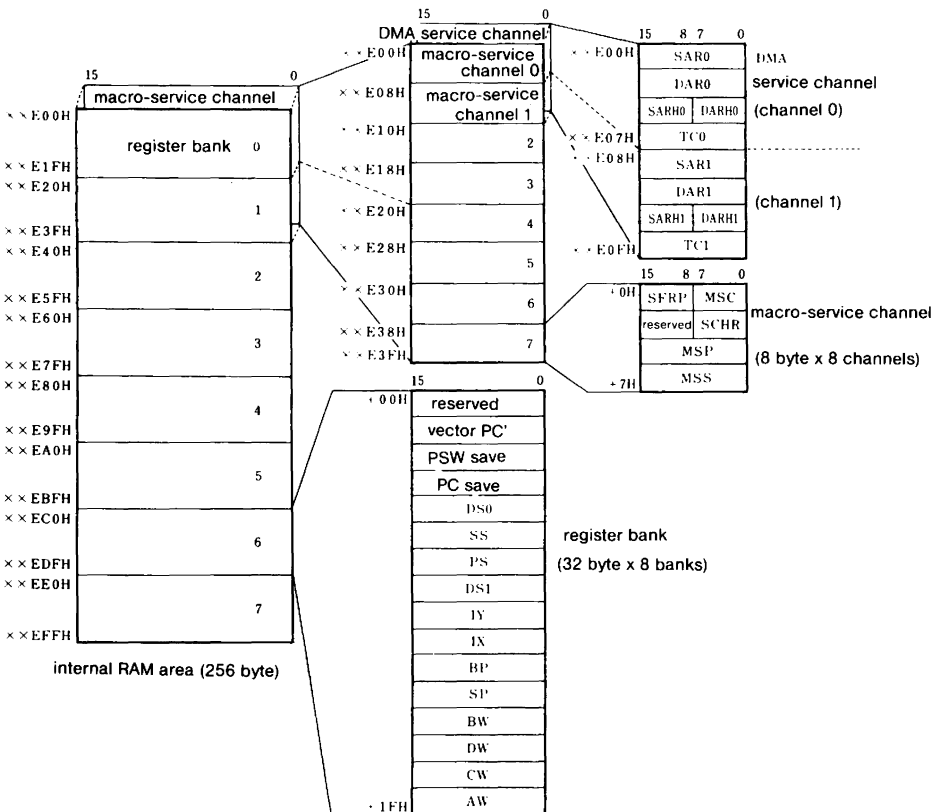 15 0
macro-service channel
××E00H
register bank 0
××E1FH
××E20H
1
××E3FH
××E40H
2
××E5FH
××E60H
3
××E7FH
××E80H
4
××E9FH
××EA0H
5
××EBFH
××EC0H
6
××EDFH
××EE0H
7
××EFFH
internal RAM area (256 byte)
15 0
DMA service channel
××E00H
macro-service
channel 0
××E08H
macro-service
channel 1
××E10H
2
××E18H
3
××E20H
4
××E28H
5
××E30H
6
××E38H
7
××E3FH
15 8 7 0
××E00H
SAR0
DMA
DAR0
service channel
SARH0 DARH0
(channel 0)
××E07H
TC0
××E08H
SAR1
DAR1
(channel 1)
SARH1 DARH1
××E0FH
TC1
15 8 7 0
+0H
SFRP MSC
macro-service channel
reserved SCHR
MSP
(8 byte x 8 channels)
+7H
MSS
15 0
+00H
reserved
vector PC'
PSW save
PC save
DS0
SS
register bank
PS
(32 byte x 8 banks)
DS1
IY
IX
BP
SP
BW
DW
CW
AW
+1FH